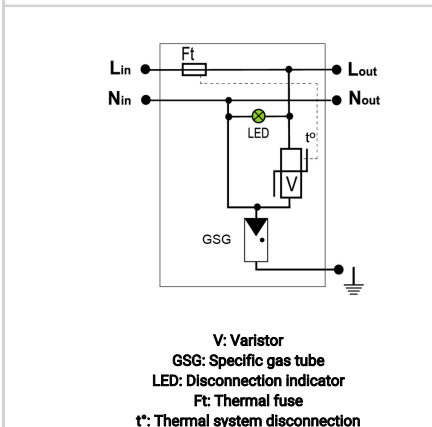 Ft
Lin Lout
Nin Nout
LED
t°
V
GSG
V: Varistor
GSG: Specific gas tube
LED: Disconnection indicator
Ft: Thermal fuse
t°: Thermal system disconnection